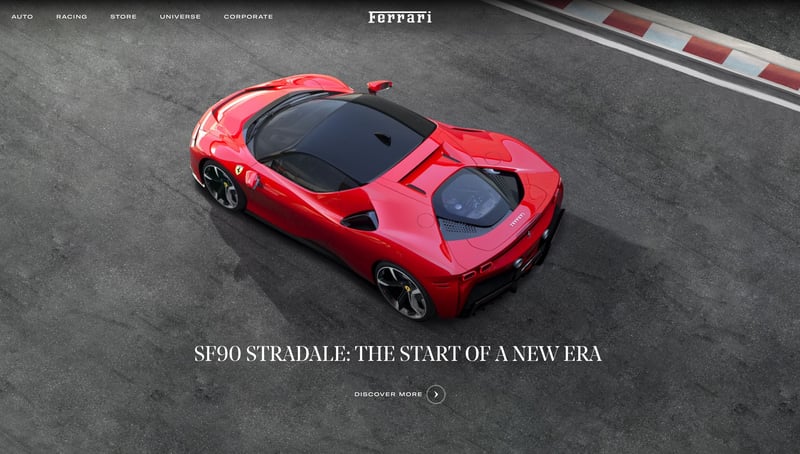 AUTO
RACING
STORE
UNIVERSE
CORPORATE
Ferrari
SF90 STRADALE: THE START OF A NEW ERA
DISCOVER MORE